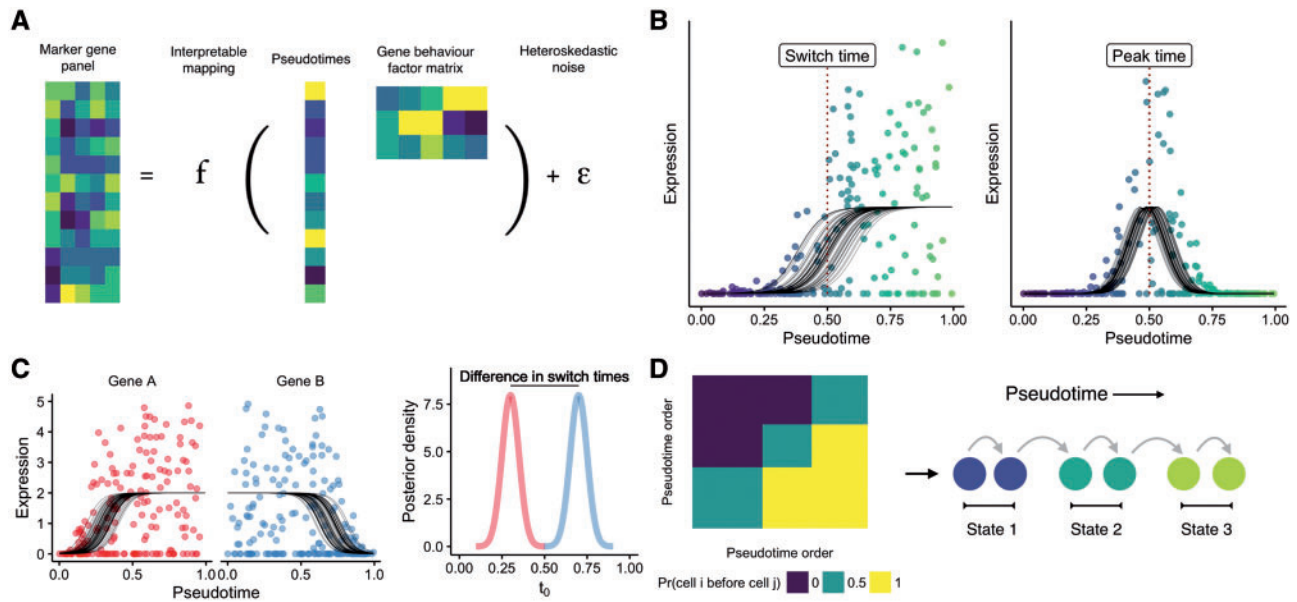 A
Marker gene
panel
Interpretable
mapping
Pseudotimes
Gene behaviour
factor matrix
Heteroskedastic
noise
= f ( ) + ε
B
Switch time
Expression
0.00 0.25 0.50 0.75 1.00
Pseudotime
Peak time
Expression
0.00 0.25 0.50 0.75 1.00
Pseudotime
C
Gene A
Gene B
Expression
5
4
3
2
1
0
0.0 0.5 1.0 0.0 0.5 1.0
Pseudotime
Difference in switch times
Posterior density
7.5
5.0
2.5
0.0
0.00 0.25 0.50 0.75 1.00
t0
D
Pseudotime order
Pseudotime order
Pr(cell i before cell j) 0 0.5 1
Pseudotime
State 1 State 2 State 3